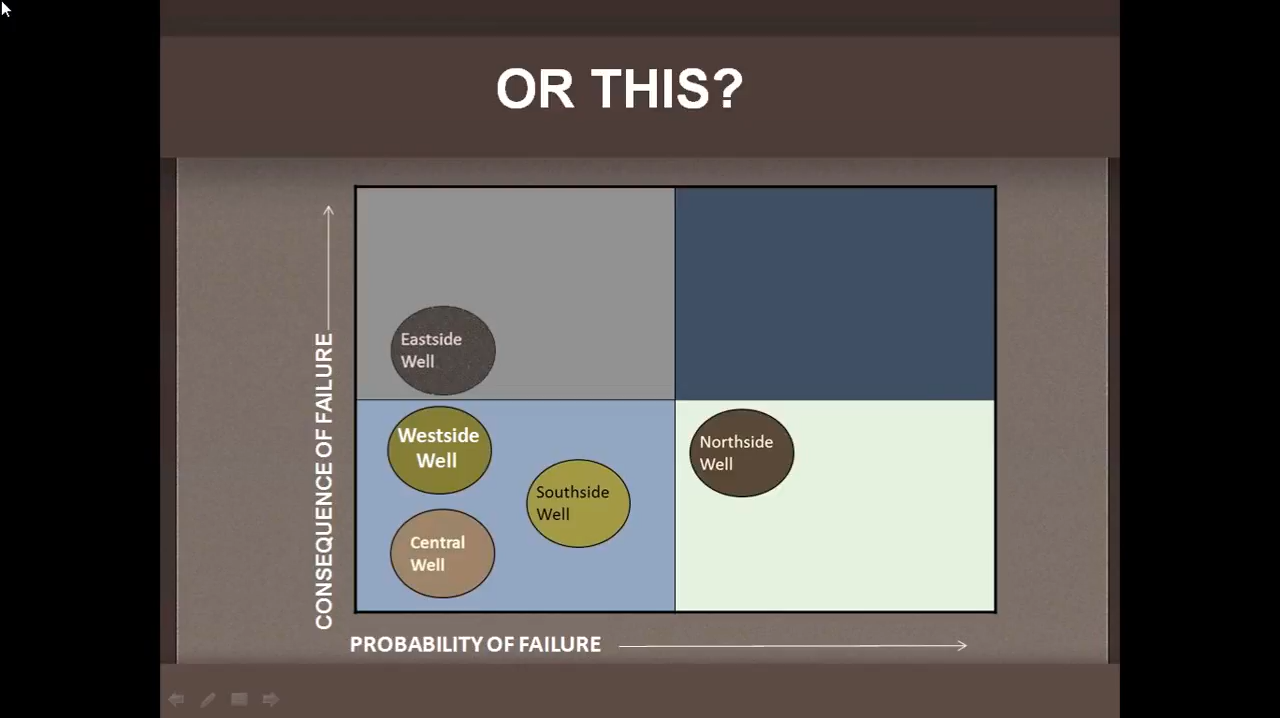 OR THIS?
CONSEQUENCE OF FAILURE
Eastside
Well
Westside
Well
Southside
Well
Central
Well
Northside
Well
PROBABILITY OF FAILURE